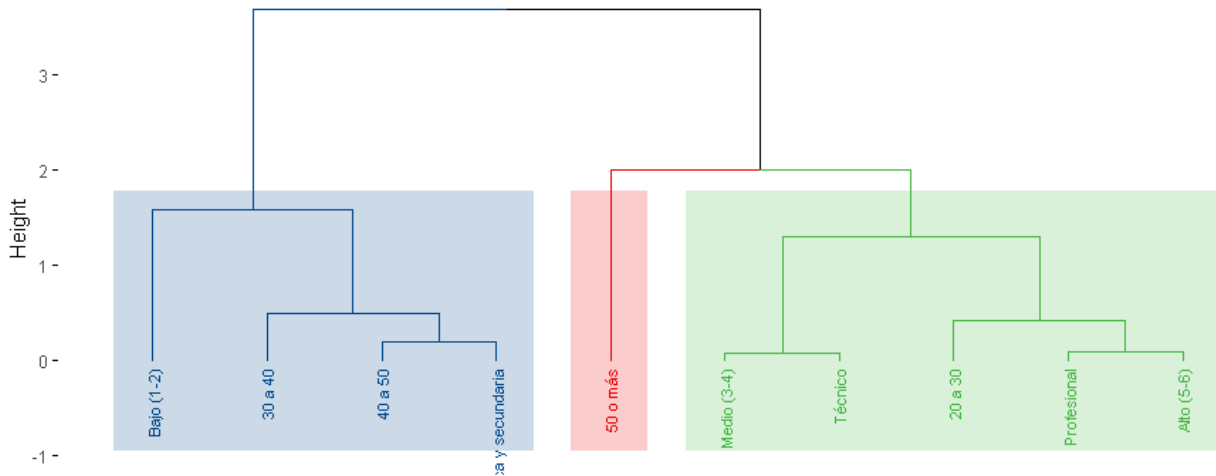 Height
3
2
1
0
-1
Bajo (1-2)
30 a 40
40 a 50
ca y secundaria
50 o más
Medio (3-4)
Técnico
20 a 30
Profesional
Alto (5-6)